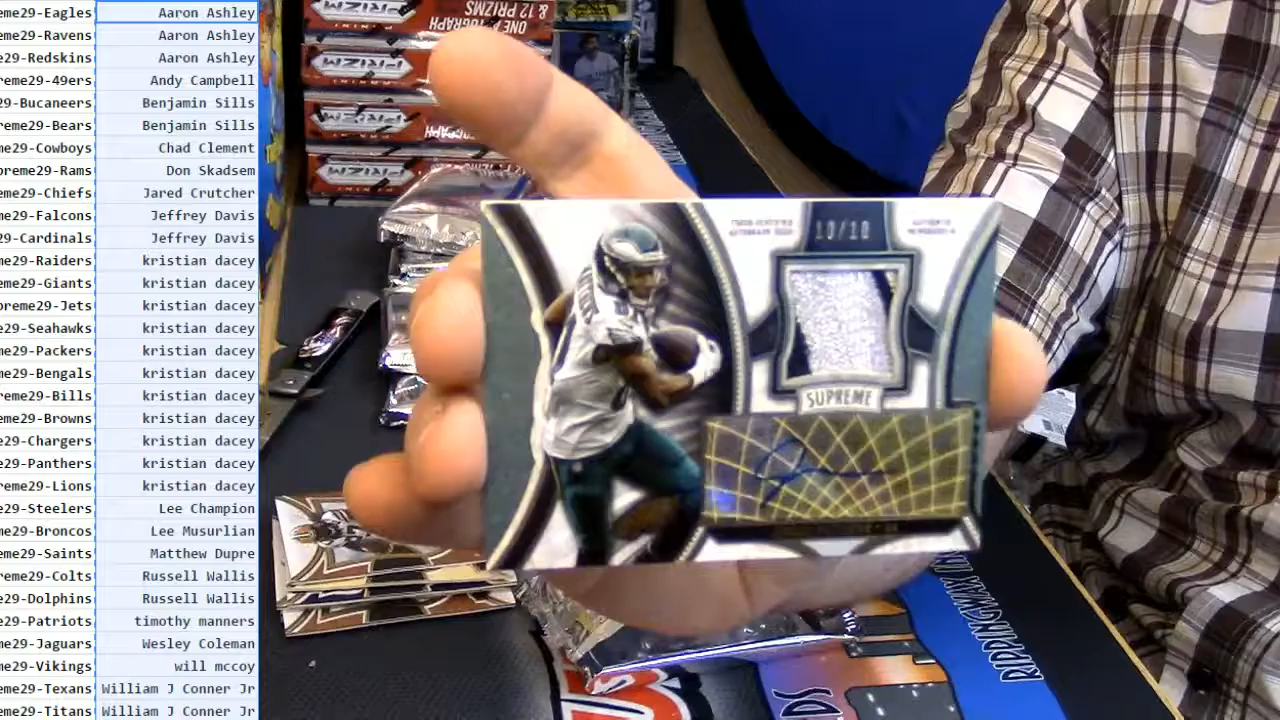 eme29-Eagles Aaron Ashley
eme29-Ravens Aaron Ashley
e29-Redskins Aaron Ashley
reme29-49ers Andy Campbell
29-Bucaneers Benjamin Sills
reme29-Bears Benjamin Sills
me29-Cowboys Chad Clement
preme29-Rams Don Skadsem
me29-Chiefs Jared Crutcher
me29-Falcons Jeffrey Davis
29-Cardinals Jeffrey Davis
me29-Raiders kristian dacey
eme29-Giants kristian dacey
preme29-Jets kristian dacey
e29-Seahawks kristian dacey
me29-Packers kristian dacey
me29-Bengals kristian dacey
reme29-Bills kristian dacey
eme29-Browns kristian dacey
e29-Chargers kristian dacey
e29-Panthers kristian dacey
reme29-Lions kristian dacey
e29-Steelers Lee Champion
me29-Broncos Lee Musurlian
eme29-Saints Matthew Dupre
reme29-Colts Russell Wallis
e29-Dolphins Russell Wallis
e29-Patriots timothy manners
me29-Jaguars Wesley Coleman
me29-Vikings will mccoy
eme29-Texans William J Conner Jr
eme29-Titans William J Conner Jr
& 12 PRIZMS
PRIZM
PRIZM
PRIZM
PRIZM
10/10
SUPREME
RIPPINGWAX